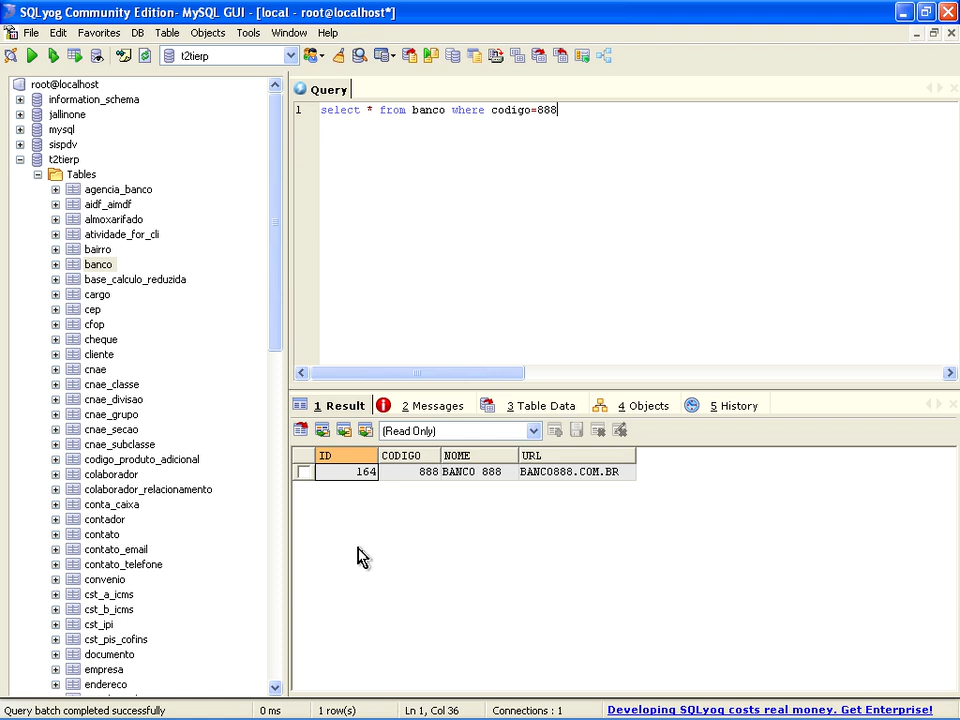 SQLyog Community Edition- MySQL GUI - [local - root@localhost*]
File Edit Favorites DB Table Objects Tools Window Help
t2tierp
root@localhost
information_schema
jallinone
mysql
sispdv
t2tierp
Tables
agencia_banco
aidf_aimdf
almoxarifado
atividade_for_cli
bairro
banco
base_calculo_reduzida
cargo
cep
cfop
cheque
cliente
cnae
cnae_classe
cnae_divisao
cnae_grupo
cnae_secao
cnae_subclasse
codigo_produto_adicional
colaborador
colaborador_relacionamento
conta_caixa
contador
contato
contato_email
contato_telefone
convenio
cst_a_icms
cst_b_icms
cst_ipi
cst_pis_cofins
documento
empresa
endereco
Query
1 select * from banco where codigo=888
1 Result 2 Messages 3 Table Data 4 Objects 5 History
(Read Only)
ID CODIGO NOME URL
164 888 BANCO 888 BANCO888.COM.BR
Query batch completed successfully 0 ms 1 row(s) Ln 1, Col 36 Connections : 1 Developing SQLyog costs real money. Get Enterprise!